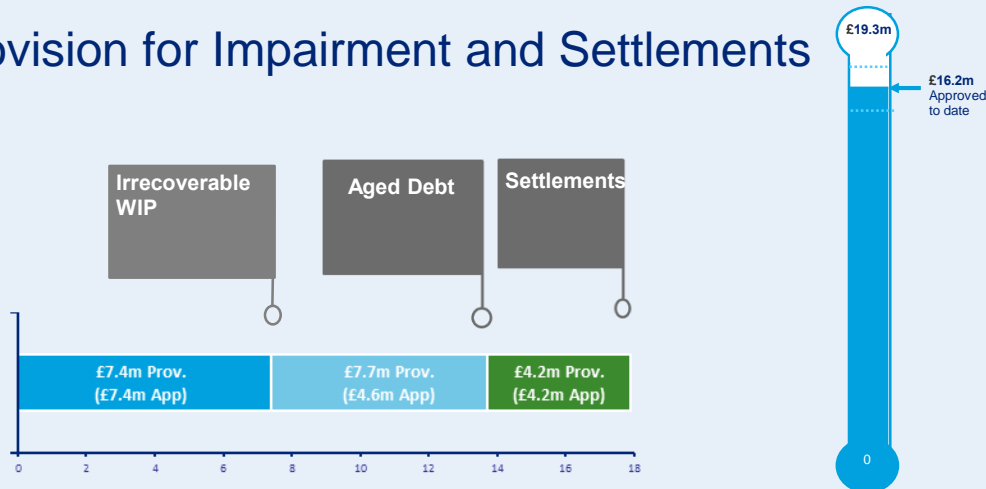 ovision for Impairment and Settlements
£19.3m
£16.2m
Approved
to date
Irrecoverable
WIP
Aged Debt
Settlements
£7.4m Prov.
(£7.4m App)
£7.7m Prov.
(£4.6m App)
£4.2m Prov.
(£4.2m App)
0
0 2 4 6 8 10 12 14 16 18